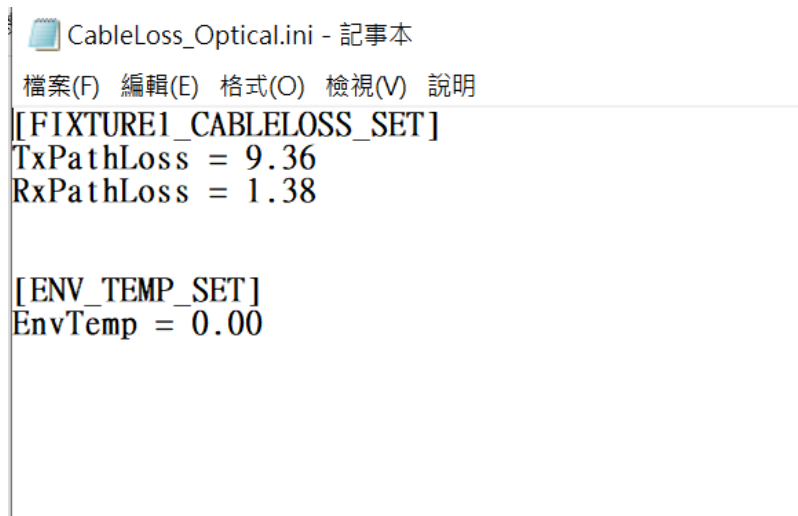 CableLoss_Optical.ini - 記事本
檔案(F) 編輯(E) 格式(O) 檢視(V) 說明
[FIXTURE1_CABLELOSS_SET]
TxPathLoss = 9.36
RxPathLoss = 1.38
[ENV_TEMP_SET]
EnvTemp = 0.00